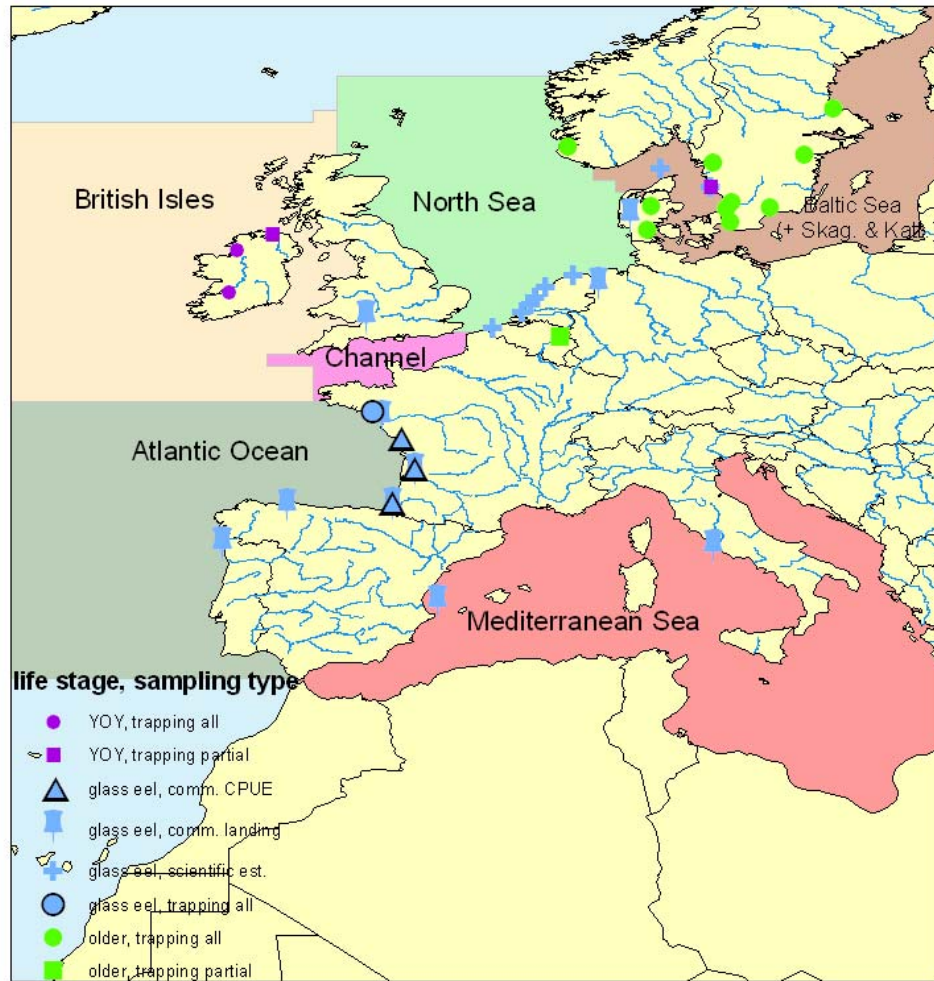 British Isles
North Sea
Baltic Sea
(+ Skag. & Katt
Channel
Atlantic Ocean
Mediterranean Sea
life stage, sampling type
YOY, trapping all
YOY, trapping partial
glass eel, comm. CPUE
glass eel, comm. landing
glass eel, scientific est.
glass eel, trapping all
older, trapping all
older, trapping partial